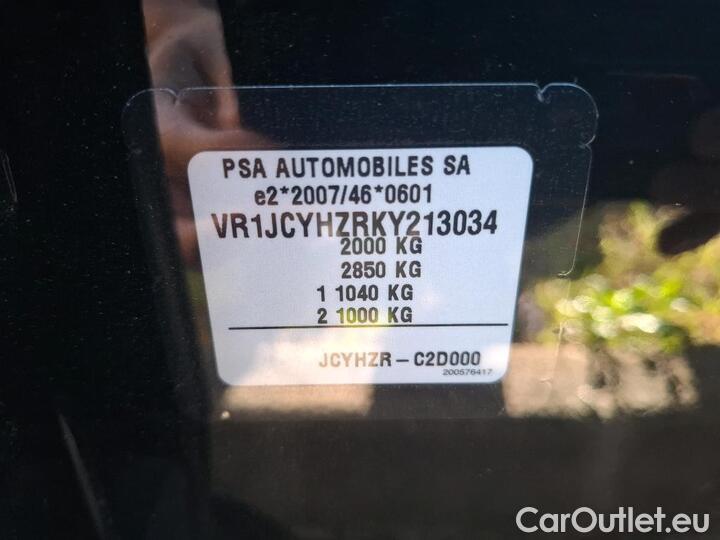 PSA AUTOMOBILES SA
e2*2007/46*0601
VR1JCYHZRKY213034
2000 KG
2850 KG
1 1040 KG
2 1000 KG
JCYHZR – C2D000
200576417
CarOutlet.eu